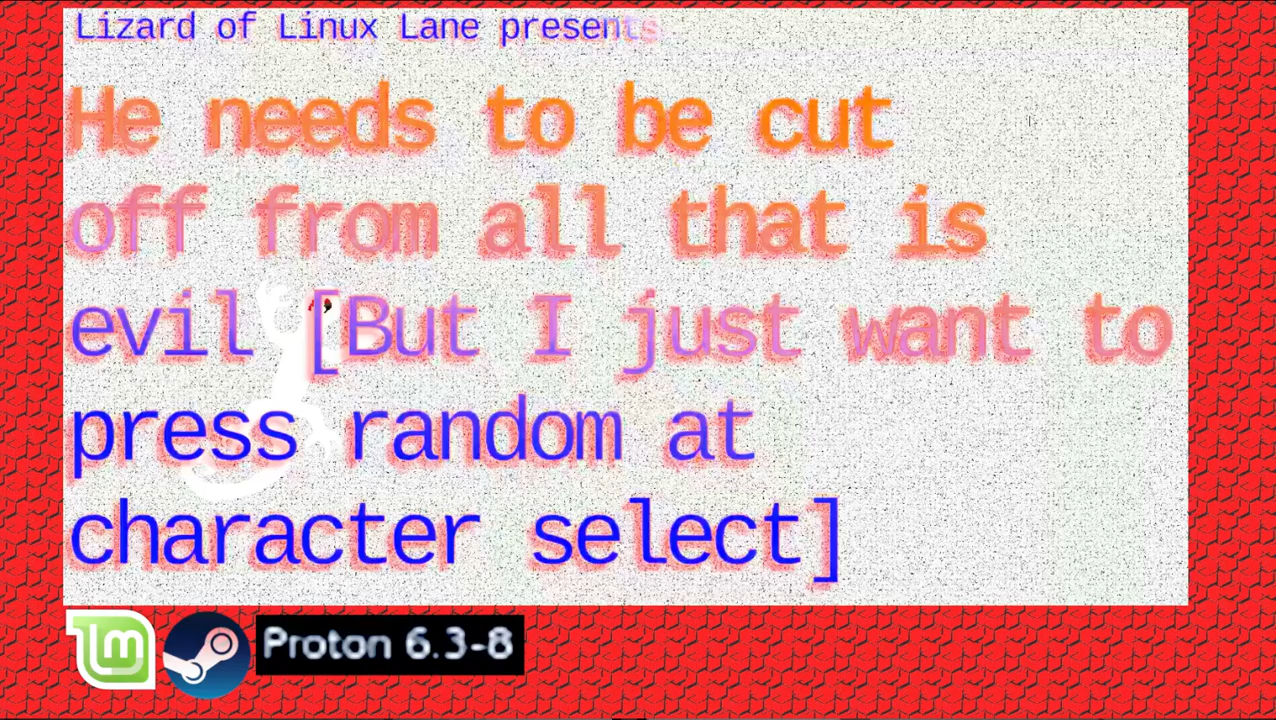 Lizard of Linux Lane presents
He needs to be cut
off from all that is
evil [But I just want to
press random at
character select]
lm
Proton 6.3-8